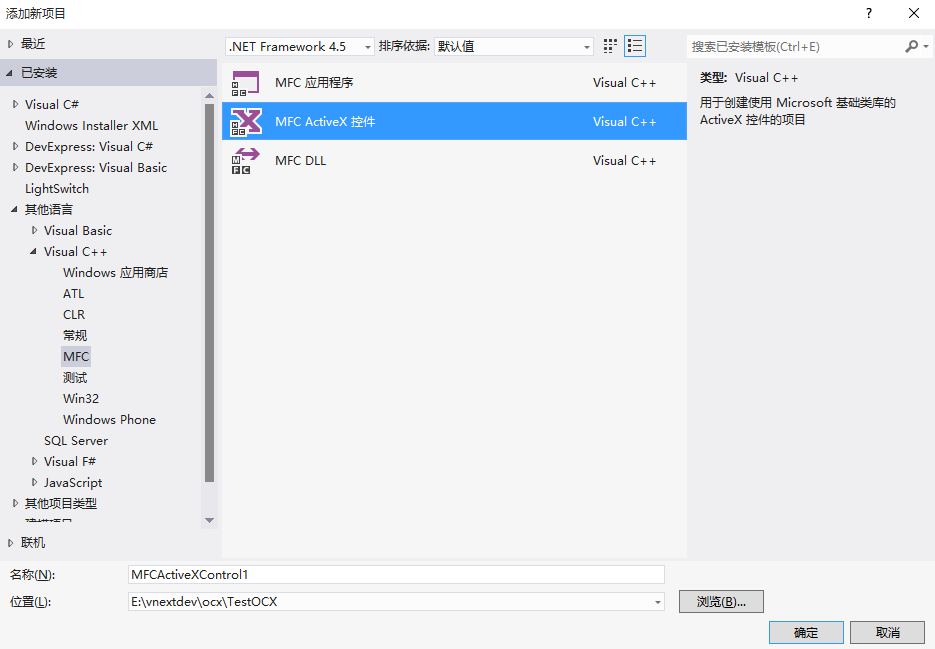 添加新项目
?
最近
.NET Framework 4.5
排序依据:
默认值
搜索已安装模板(Ctrl+E)
已安装
Visual C#
Windows Installer XML
DevExpress: Visual C#
DevExpress: Visual Basic
LightSwitch
其他语言
Visual Basic
Visual C++
Windows 应用商店
ATL
CLR
常规
MFC
测试
Win32
Windows Phone
SQL Server
Visual F#
JavaScript
其他项目类型
建模项目
联机
MFC 应用程序 Visual C++
MFC ActiveX 控件 Visual C++
MFC DLL Visual C++
类型: Visual C++
用于创建使用 Microsoft 基础类库的
ActiveX 控件的项目
名称(N): MFCActiveXControl1
位置(L): E:\vnextdev\ocx\TestOCX
浏览(B)...
确定
取消